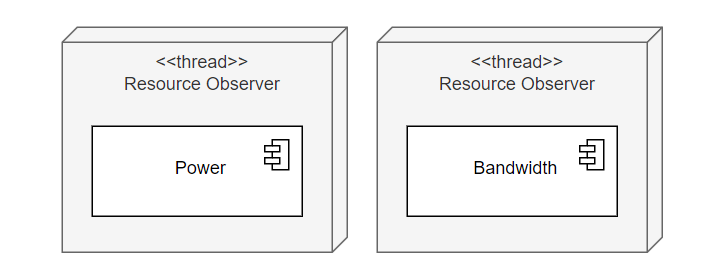 <<thread>>
Resource Observer
Power
<<thread>>
Resource Observer
Bandwidth